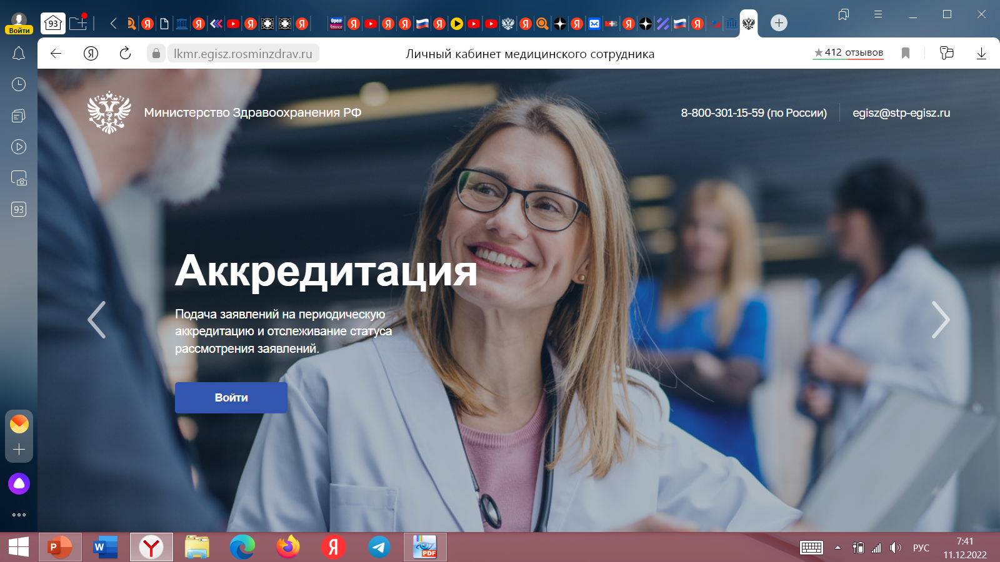 93
Войти
lkmr.egisz.rosminzdrav.ru
Личный кабинет медицинского сотрудника
412 отзывов
93
Министерство Здравоохранения РФ
8-800-301-15-59 (по России)
egisz@stp-egisz.ru
Аккредитация
Подача заявлений на периодическую
аккредитацию и отслеживание статуса
рассмотрения заявлений.
Войти
РУС
7:41
11.12.2022